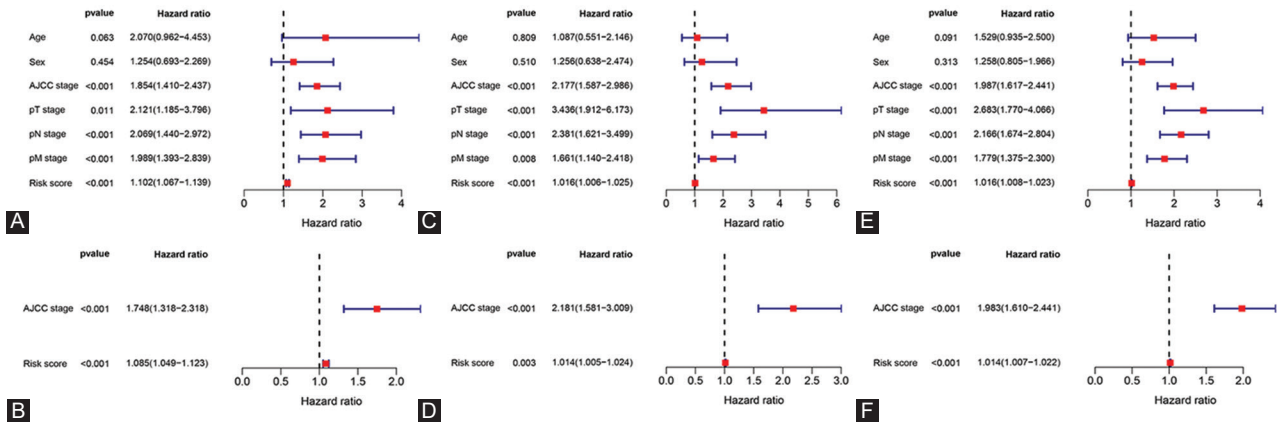 pvalue Hazard ratio
Age 0.063 2.070(0.962−4.453)
Sex 0.454 1.254(0.693−2.269)
AJCC stage <0.001 1.854(1.410−2.437)
pT stage 0.011 2.121(1.185−3.796)
pN stage <0.001 2.069(1.440−2.972)
pM stage <0.001 1.989(1.393−2.839)
Risk score <0.001 1.102(1.067−1.139)
0 1 2 3 4
Hazard ratio
A
pvalue Hazard ratio
Age 0.809 1.087(0.551−2.146)
Sex 0.510 1.256(0.638−2.474)
AJCC stage <0.001 2.177(1.587−2.986)
pT stage <0.001 3.436(1.912−6.173)
pN stage <0.001 2.381(1.621−3.499)
pM stage 0.008 1.661(1.140−2.418)
Risk score <0.001 1.016(1.006−1.025)
0 1 2 3 4 5 6
Hazard ratio
C
pvalue Hazard ratio
Age 0.091 1.529(0.935−2.500)
Sex 0.313 1.258(0.805−1.966)
AJCC stage <0.001 1.987(1.617−2.441)
pT stage <0.001 2.683(1.770−4.066)
pN stage <0.001 2.166(1.674−2.804)
pM stage <0.001 1.779(1.375−2.300)
Risk score <0.001 1.016(1.008−1.023)
0 1 2 3 4
Hazard ratio
E
pvalue Hazard ratio
AJCC stage <0.001 1.748(1.318−2.318)
Risk score <0.001 1.085(1.049−1.123)
0.0 0.5 1.0 1.5 2.0
Hazard ratio
B
pvalue Hazard ratio
AJCC stage <0.001 2.181(1.581−3.009)
Risk score 0.003 1.014(1.005−1.024)
0.0 0.5 1.0 1.5 2.0 2.5 3.0
Hazard ratio
D
pvalue Hazard ratio
AJCC stage <0.001 1.983(1.610−2.441)
Risk score <0.001 1.014(1.007−1.022)
0.0 0.5 1.0 1.5 2.0
Hazard ratio
F